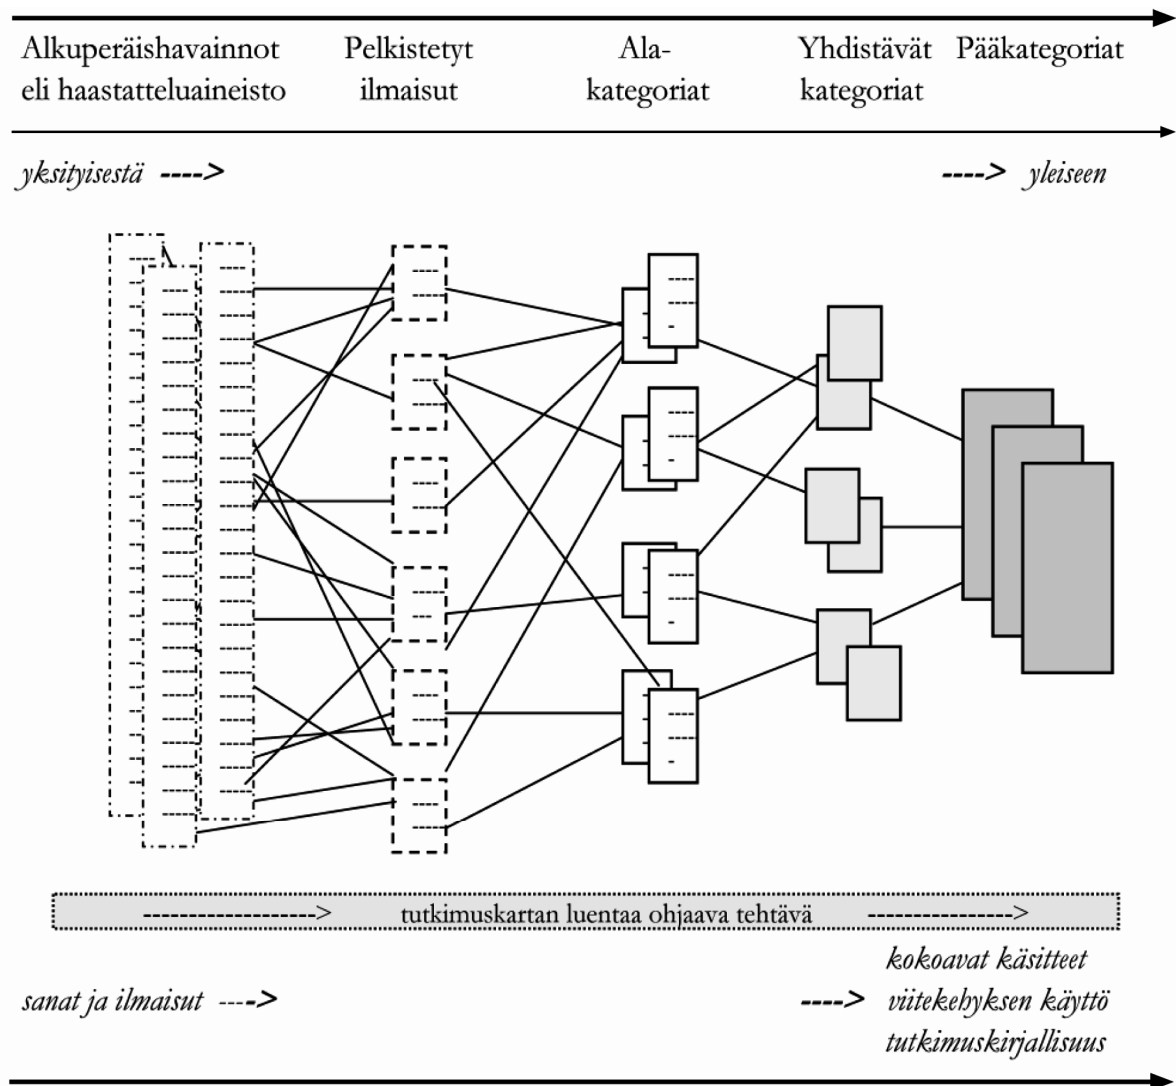 Alkuperäishavainnot
eli haastatteluaineisto
Pelkistetyt
ilmaisut
Ala-
kategoriat
Yhdistävät
kategoriat
Pääkategoriat
yksityisestä ---->
----> yleiseen
-------------------> tutkimuskartan luentaa ohjaava tehtävä ---------------->
sanat ja ilmaisut ---->
kokoavat käsitteet
----> viitekehyksen käyttö
tutkimuskirjallisuus